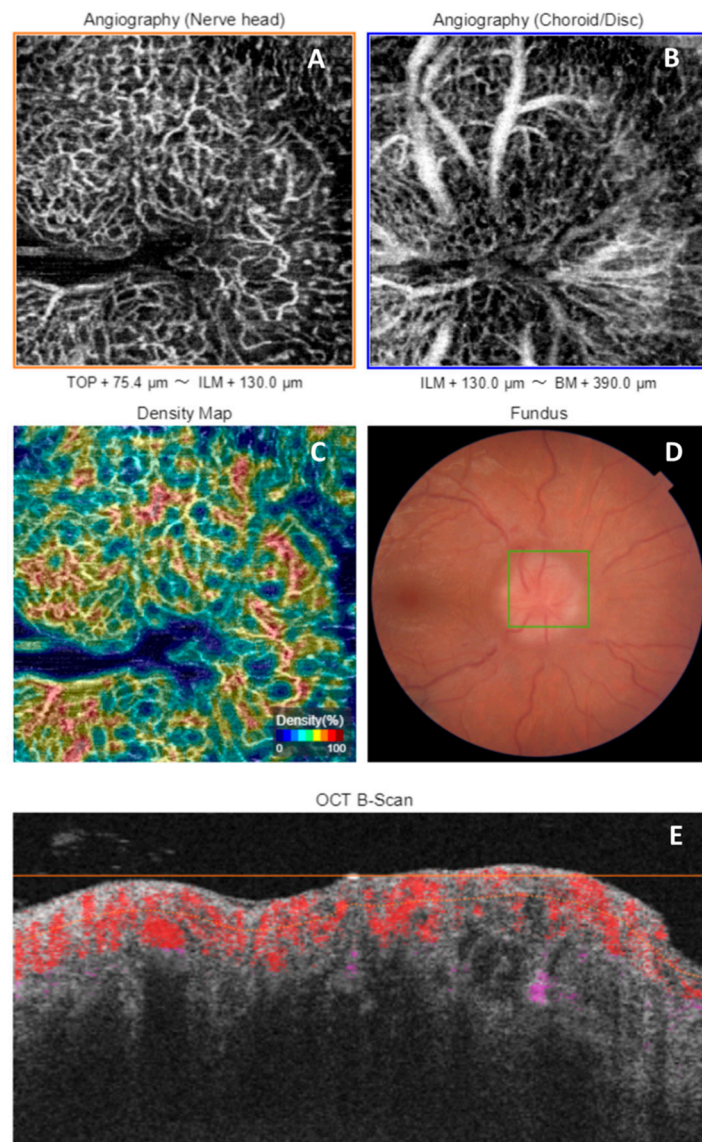 Angiography (Nerve head)
Angiography (Choroid/Disc)
A
B
TOP + 75.4 µm ～ ILM + 130.0 µm
ILM + 130.0 µm ～ BM + 390.0 µm
Density Map
Fundus
C
D
Density(%)
0 100
OCT B-Scan
E